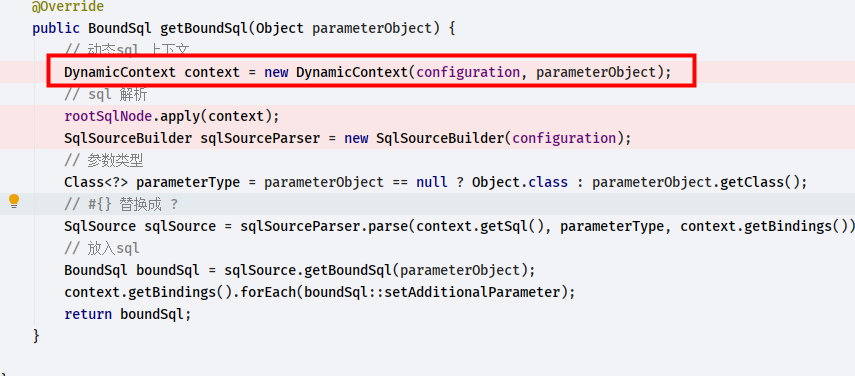 @Override
public BoundSql getBoundSql(Object parameterObject) {
// 动态sql 上下文
DynamicContext context = new DynamicContext(configuration, parameterObject);
// sql 解析
rootSqlNode.apply(context);
SqlSourceBuilder sqlSourceParser = new SqlSourceBuilder(configuration);
// 参数类型
Class<?> parameterType = parameterObject == null ? Object.class : parameterObject.getClass();
// #{} 替换成 ?
SqlSource sqlSource = sqlSourceParser.parse(context.getSql(), parameterType, context.getBindings())
// 放入sql
BoundSql boundSql = sqlSource.getBoundSql(parameterObject);
context.getBindings().forEach(boundSql::setAdditionalParameter);
return boundSql;
}